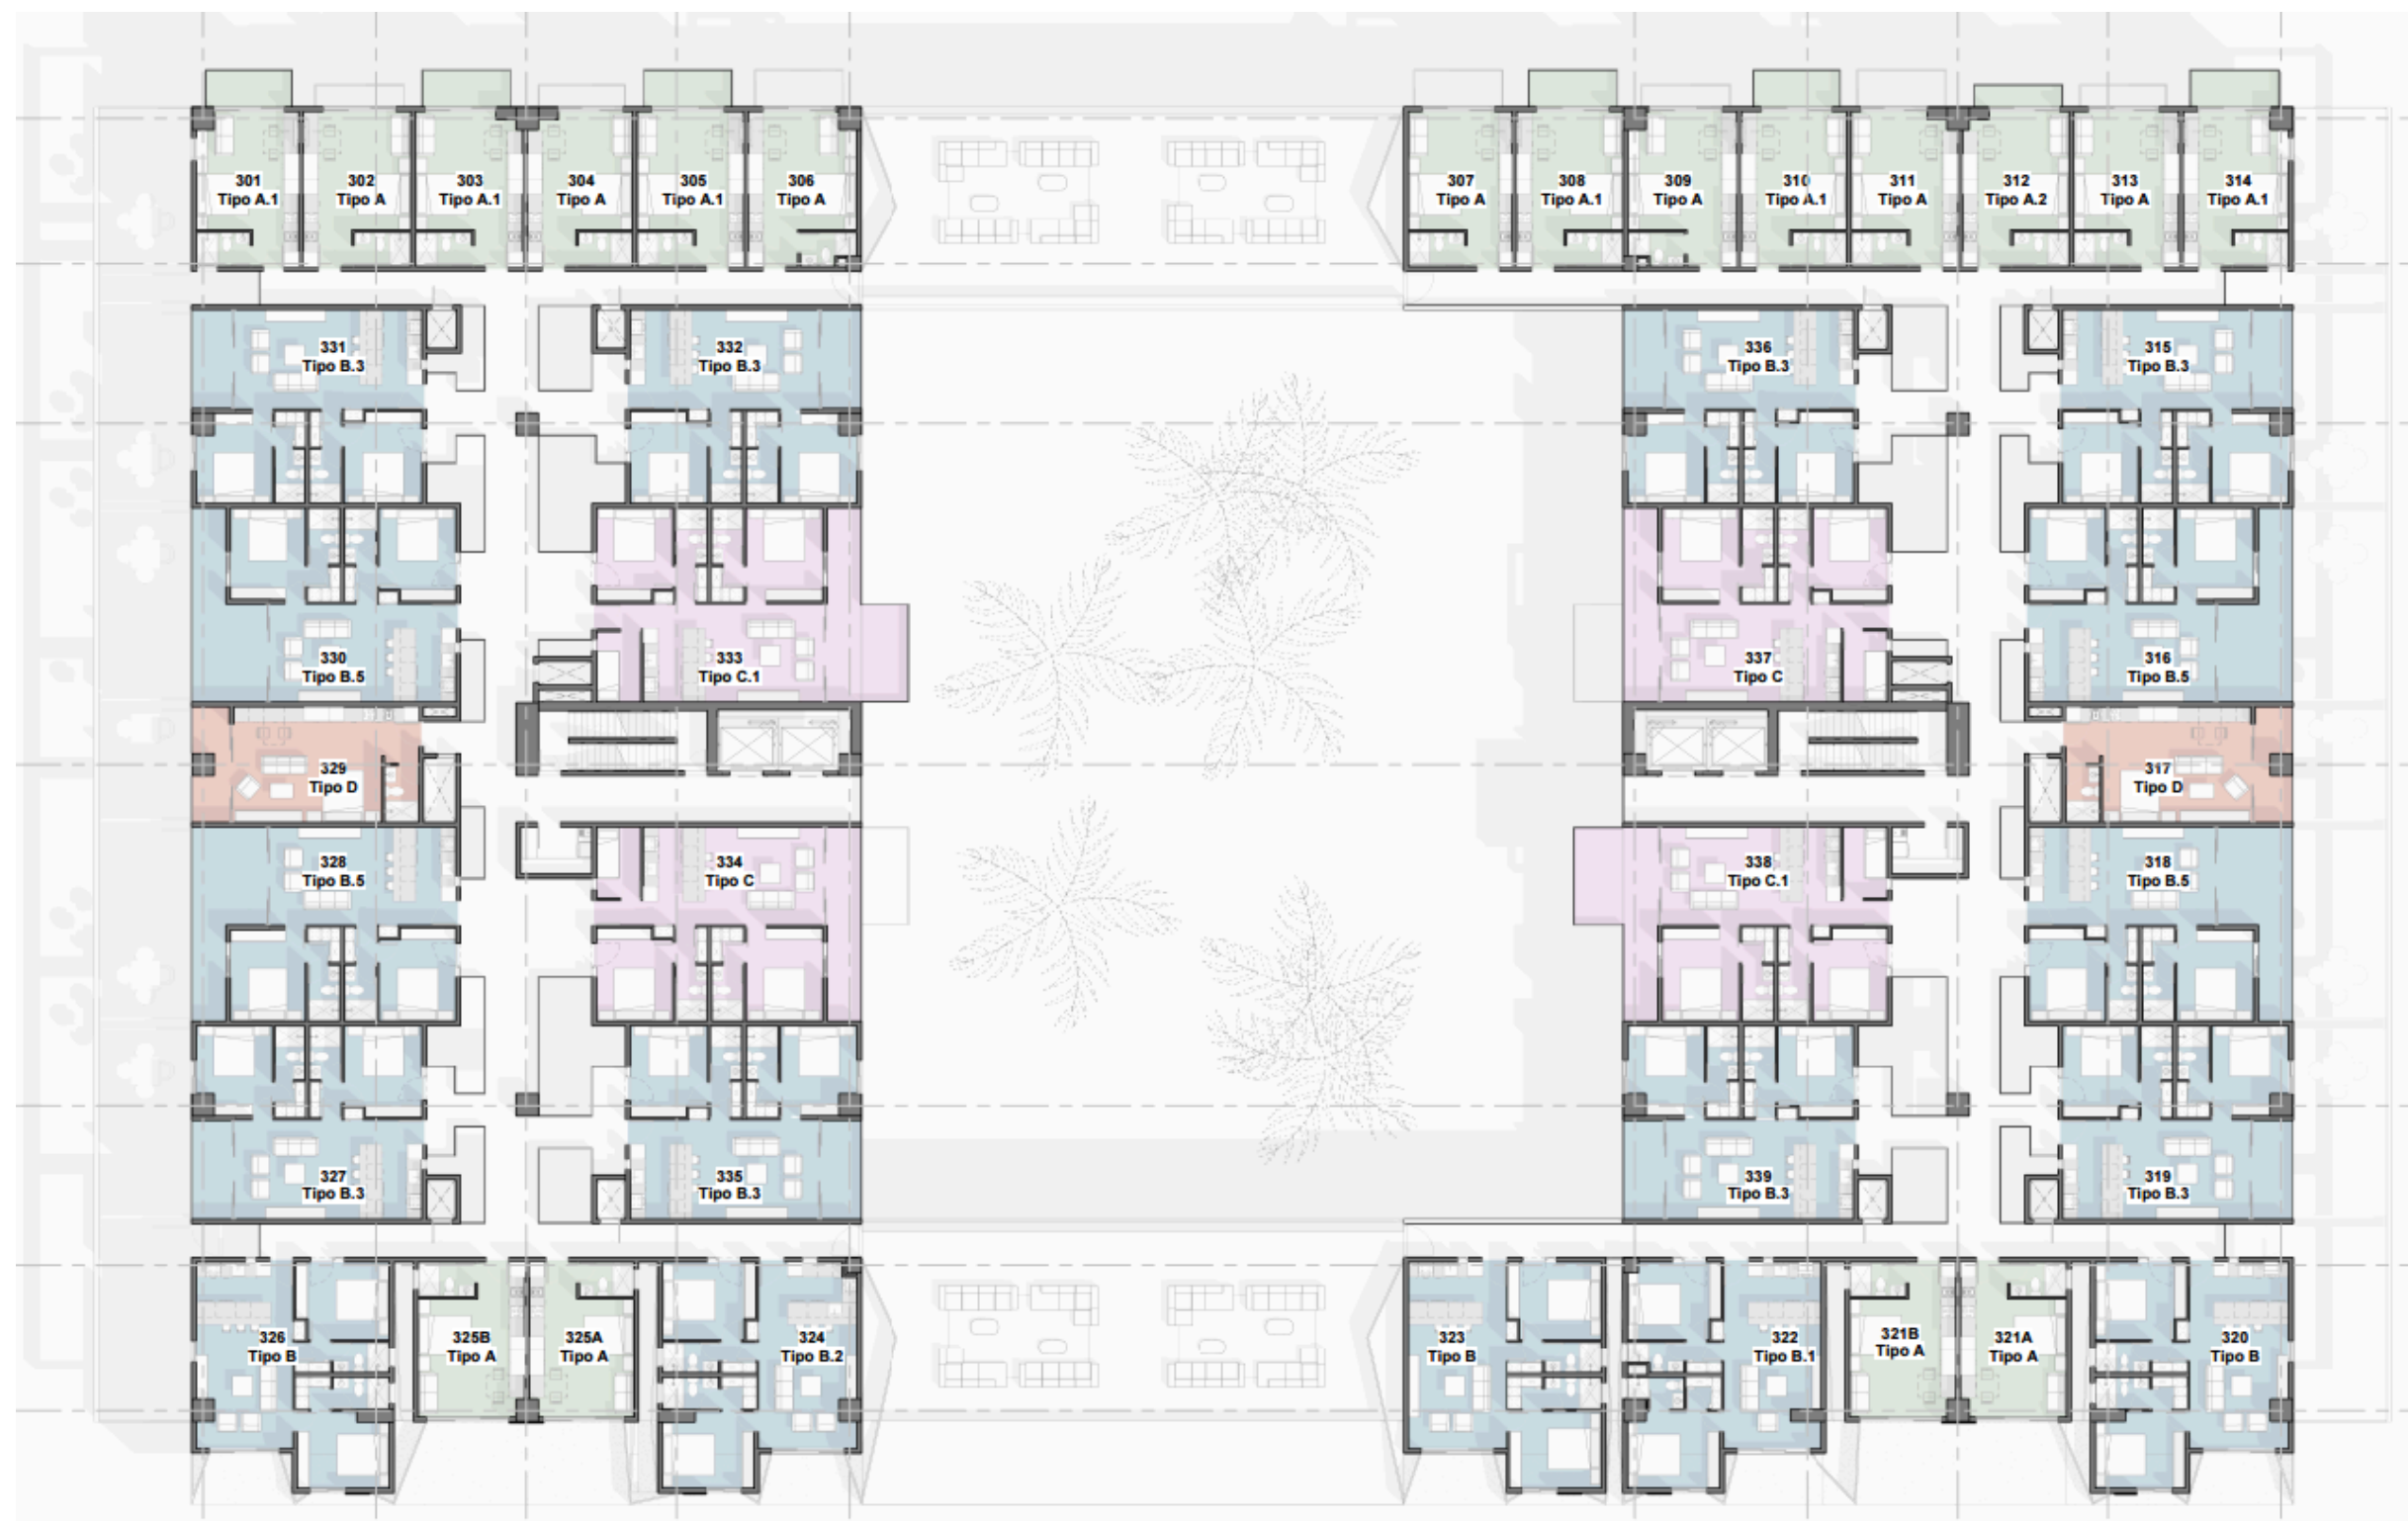 301
Tipo A.1
302
Tipo A
303
Tipo A.1
304
Tipo A
305
Tipo A.1
306
Tipo A
307
Tipo A
308
Tipo A.1
309
Tipo A
310
Tipo A.1
311
Tipo A
312
Tipo A.2
313
Tipo A
314
Tipo A.1
331
Tipo B.3
332
Tipo B.3
336
Tipo B.3
315
Tipo B.3
330
Tipo B.5
333
Tipo C.1
337
Tipo C
316
Tipo B.5
329
Tipo D
317
Tipo D
328
Tipo B.5
334
Tipo C
338
Tipo C.1
318
Tipo B.5
327
Tipo B.3
335
Tipo B.3
339
Tipo B.3
319
Tipo B.3
326
Tipo B
325B
Tipo A
325A
Tipo A
324
Tipo B.2
323
Tipo B
322
Tipo B.1
321B
Tipo A
321A
Tipo A
320
Tipo B